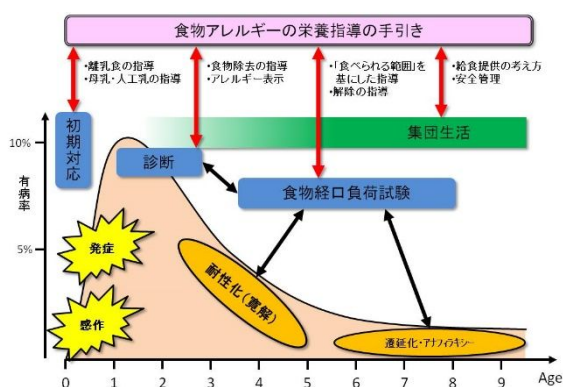 食物アレルギーの栄養指導の手引き
・離乳食の指導
・母乳・人工乳の指導
・食物除去の指導
・アレルギー表示
・「食べられる範囲」を
基にした指導
・解除の指導
・給食提供の考え方
・安全管理
初期対応
集団生活
診断
食物経口負荷試験
10%
有病率
5%
発症
感作
耐性化(寛解)
遷延化・アナフィラキシー
0 1 2 3 4 5 6 7 8 9 Age